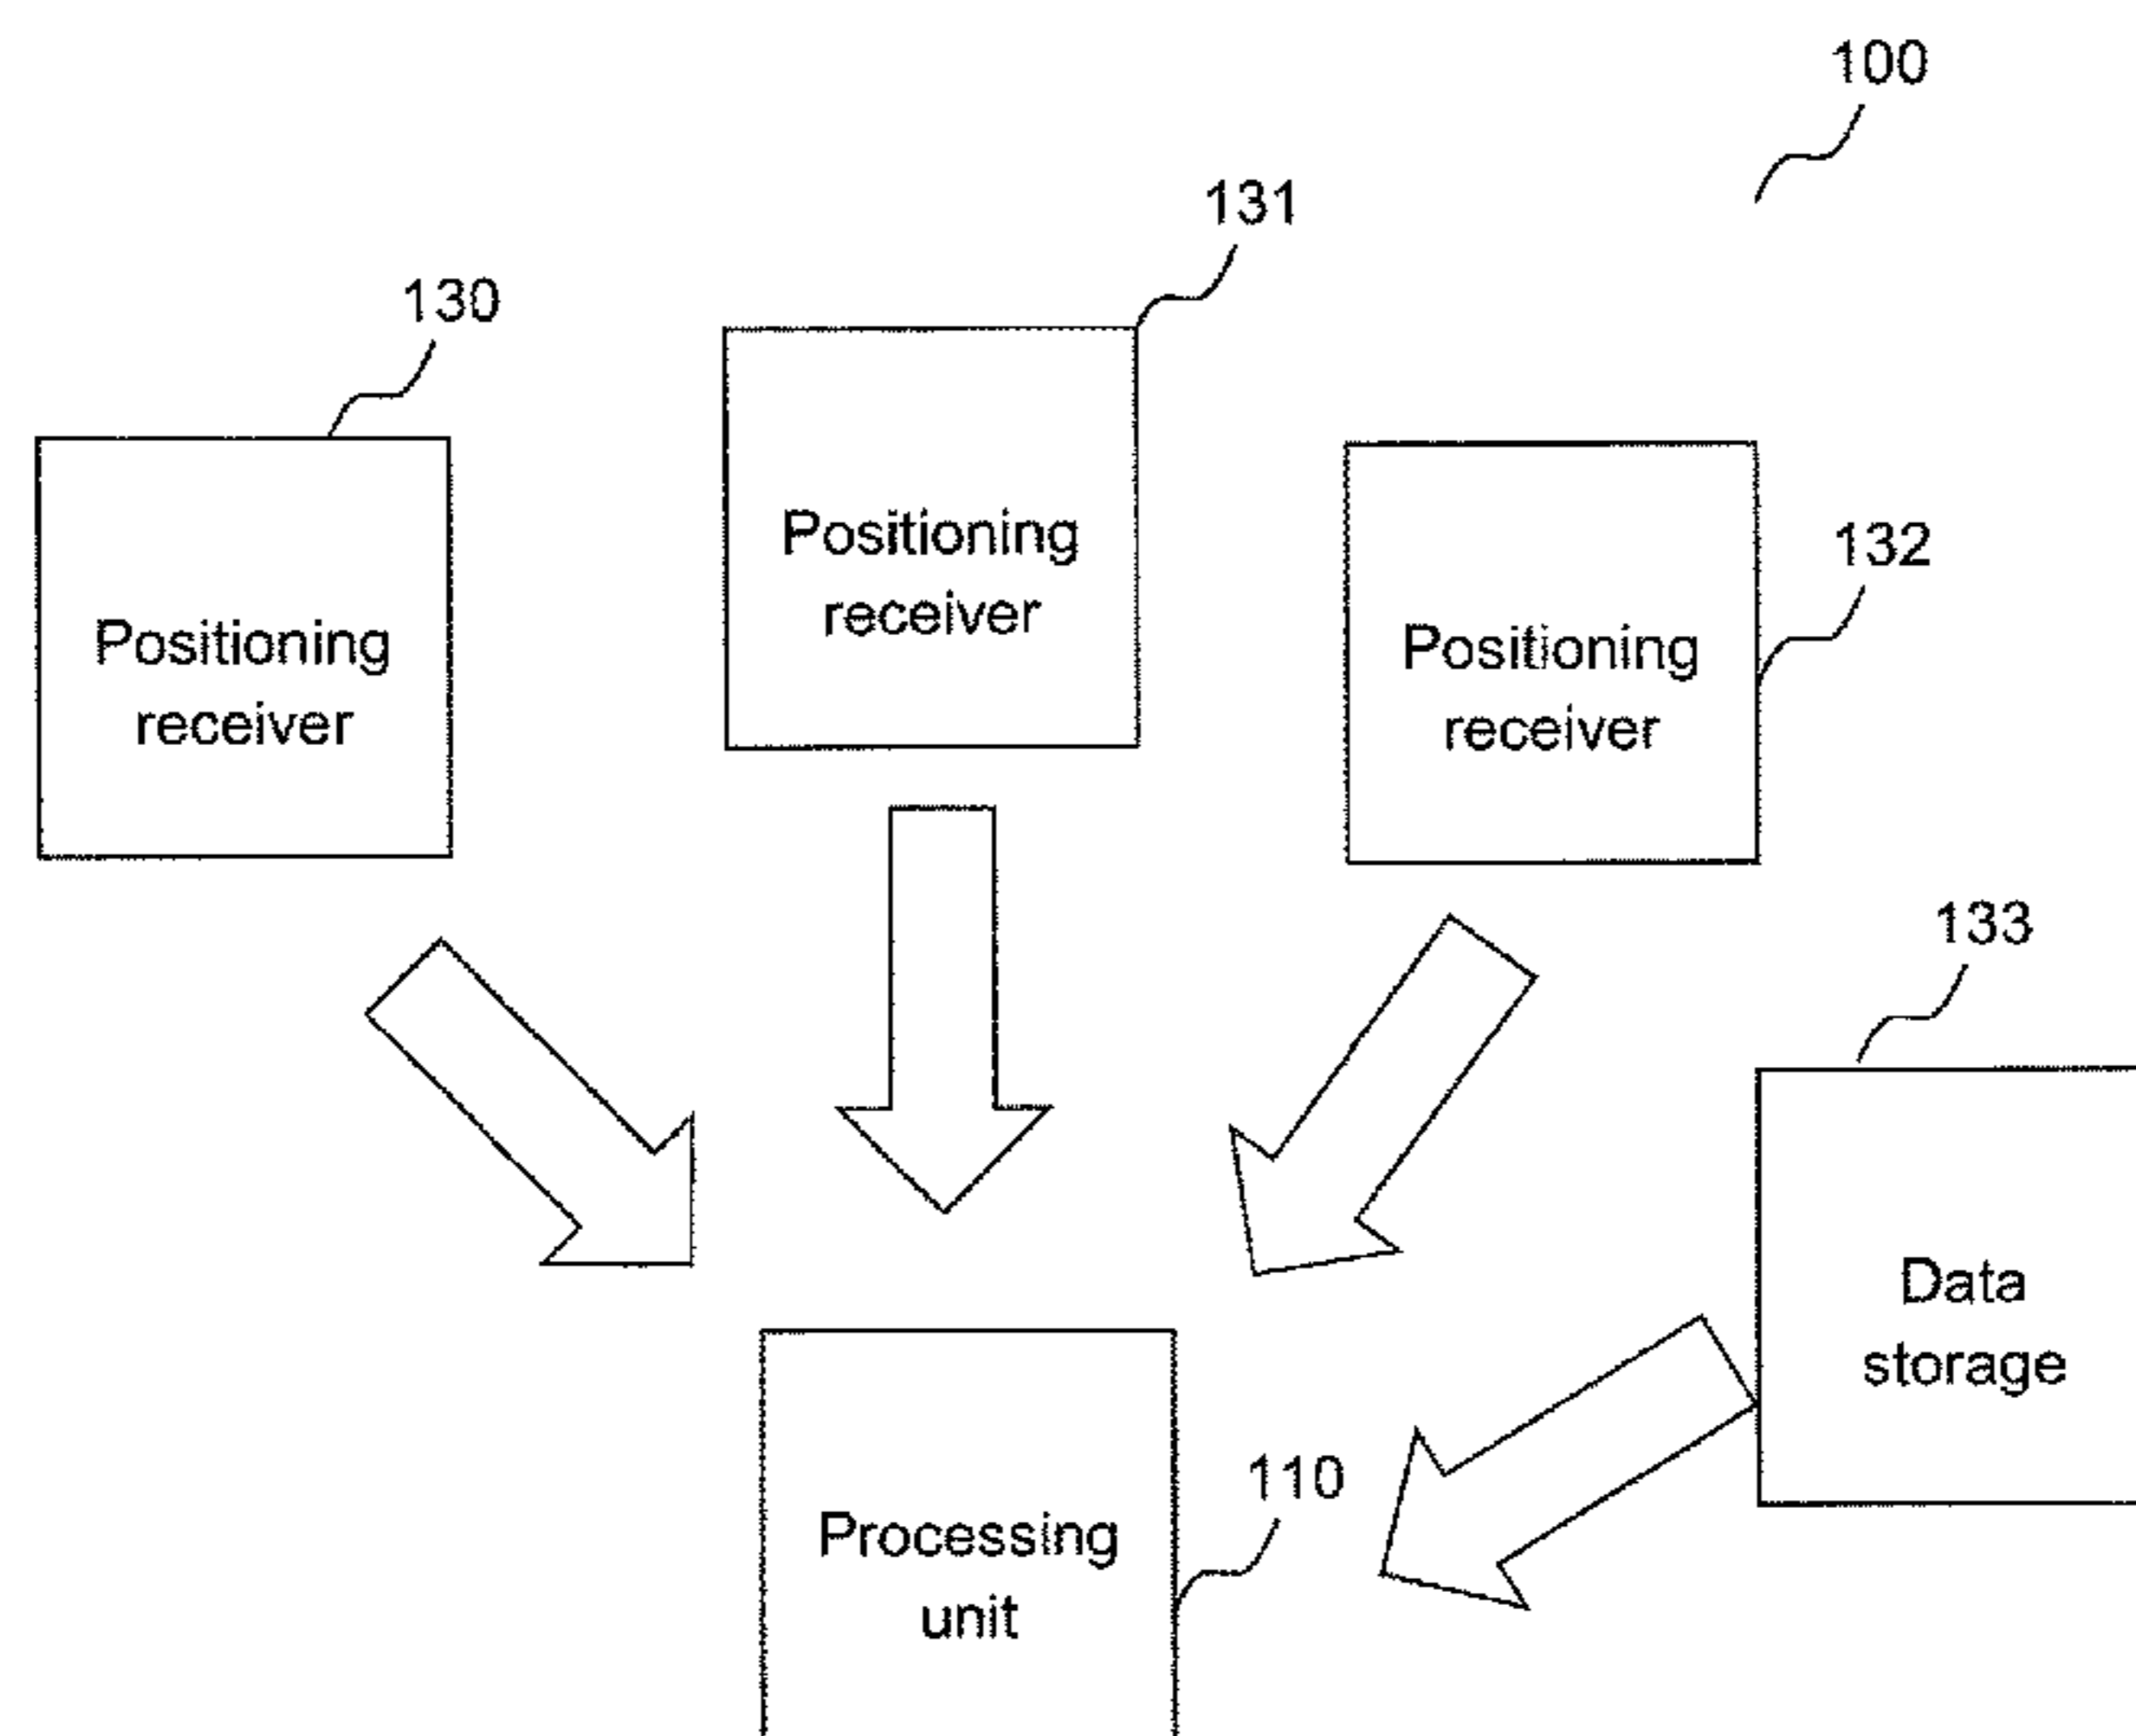 100
131
130
Positioning
receiver
132
Positioning
receiver
Positioning
receiver
133
Data
storage
110
Processing
unit